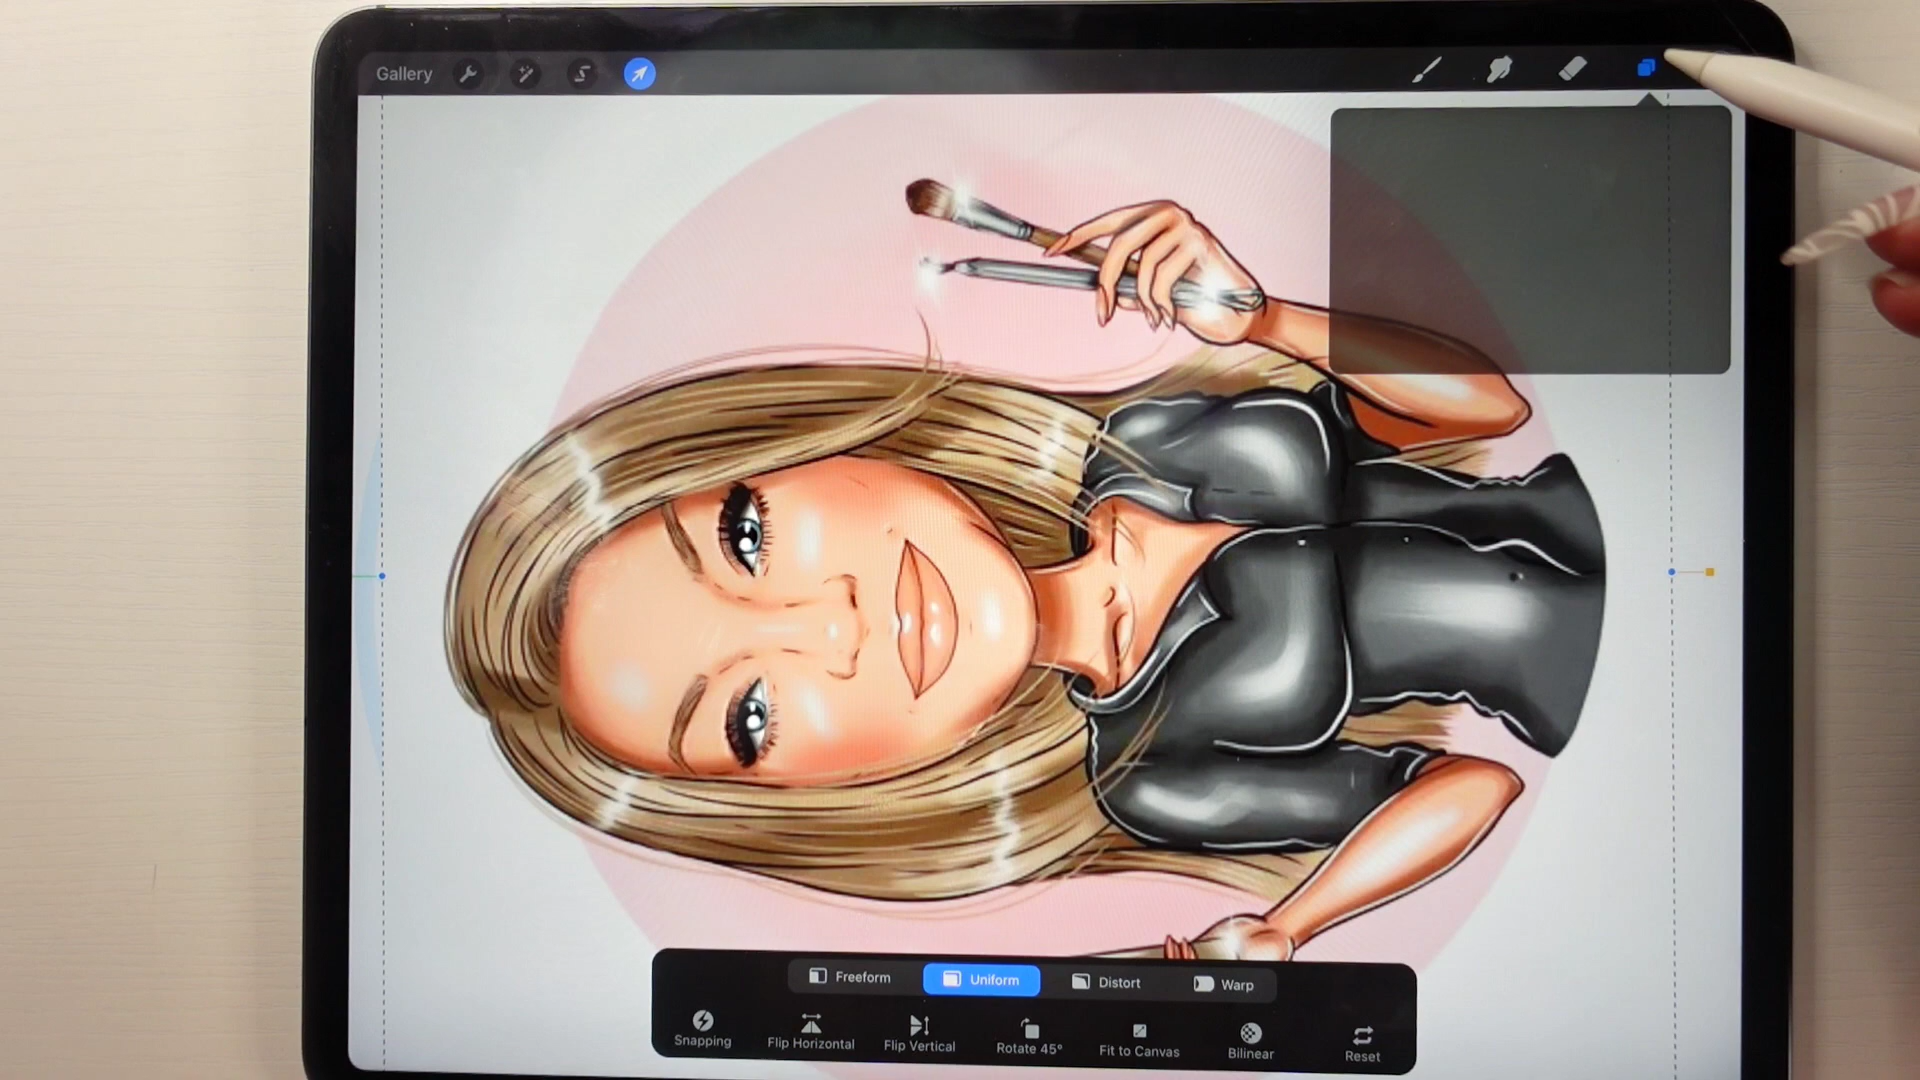 Gallery
Freeform Uniform Distort Warp
Snapping Flip Horizontal Flip Vertical Rotate 45° Fit to Canvas Bilinear Reset